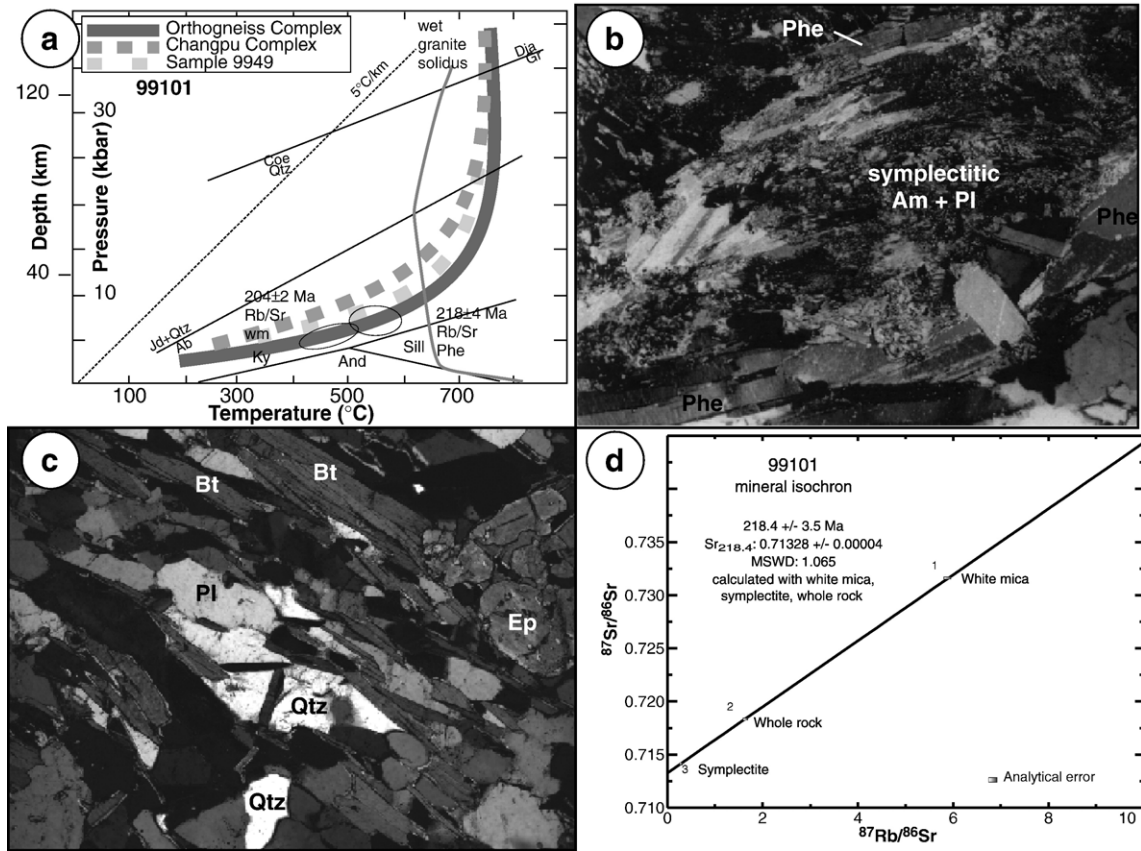 a
Orthogneiss Complex
Changpu Complex
Sample 9949
99101
wet
granite
solidus
Dia
Gr
5°C/km
Coe
Qtz
120
40
Depth (km)
30
10
Pressure (kbar)
204±2 Ma
Rb/Sr
wm
218±4 Ma
Rb/Sr
Phe
Jd+Qtz
Ab
Ky
And
Sill
100 300 500 700
Temperature (°C)
b
Phe
symplectitic
Am + Pl
Phe
Phe
c
Bt
Bt
Pl
Ep
Qtz
Qtz
d
99101
mineral isochron
218.4 +/- 3.5 Ma
Sr218.4: 0.71328 +/- 0.00004
MSWD: 1.065
calculated with white mica,
symplectite, whole rock
1
White mica
2
Whole rock
3 Symplectite
Analytical error
0.735
0.730
0.725
0.720
0.715
0.710
87Sr/86Sr
0 2 4 6 8 10
87Rb/86Sr